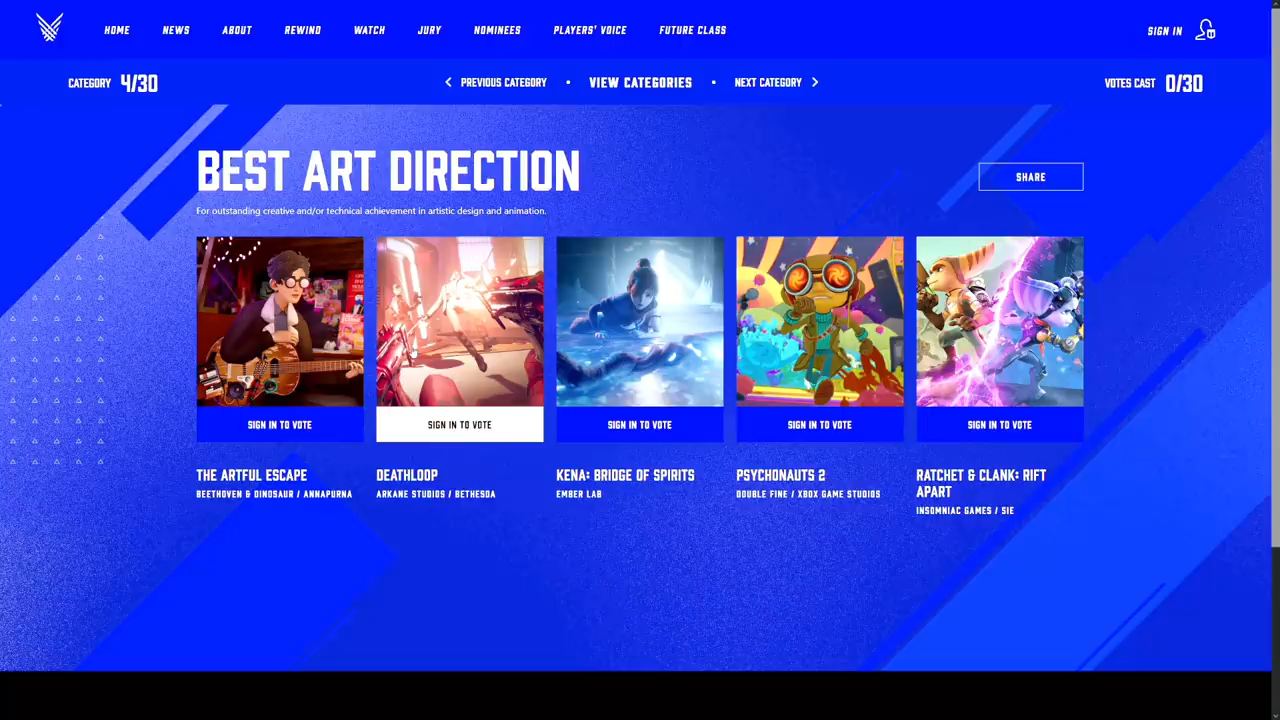 HOME NEWS ABOUT REWIND WATCH JURY NOMINEES PLAYERS' VOICE FUTURE CLASS SIGN IN
CATEGORY 4/30 PREVIOUS CATEGORY • VIEW CATEGORIES • NEXT CATEGORY VOTES CAST 0/30
BEST ART DIRECTION
SHARE
For outstanding creative and/or technical achievement in artistic design and animation.
SIGN IN TO VOTE SIGN IN TO VOTE SIGN IN TO VOTE SIGN IN TO VOTE SIGN IN TO VOTE
THE ARTFUL ESCAPE
BEETHOVEN & DINOSAUR / ANNAPURNA
DEATHLOOP
ARKANE STUDIOS / BETHESDA
KENA: BRIDGE OF SPIRITS
EMBER LAB
PSYCHONAUTS 2
DOUBLE FINE / XBOX GAME STUDIOS
RATCHET & CLANK: RIFT
APART
INSOMNIAC GAMES / SIE